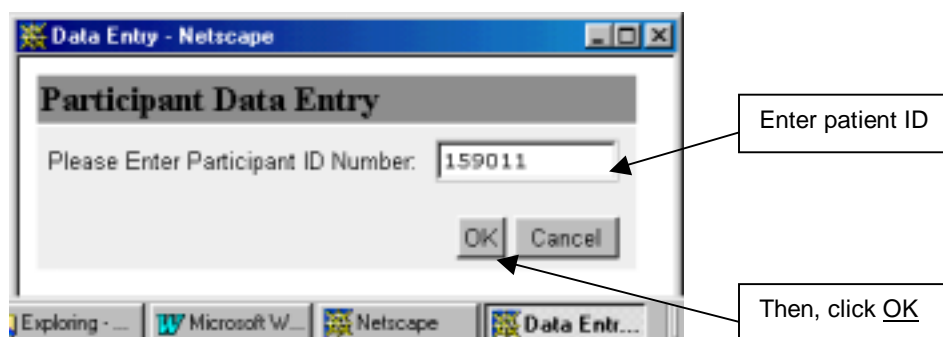 Data Entry - Netscape
Participant Data Entry
Enter patient ID
Please Enter Participant ID Number: 159011
OK Cancel
Then, click OK
Exploring - ... Microsoft W... Netscape Data Entr...